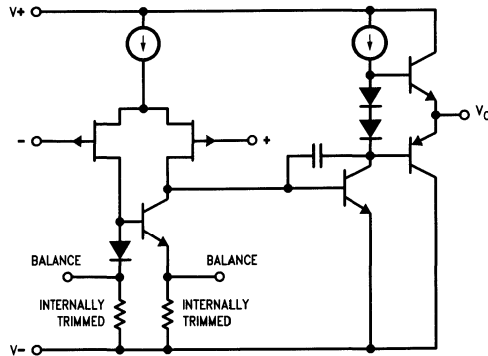 V+
-
+
Vo
BALANCE
BALANCE
INTERNALLY
TRIMMED
INTERNALLY
TRIMMED
V-